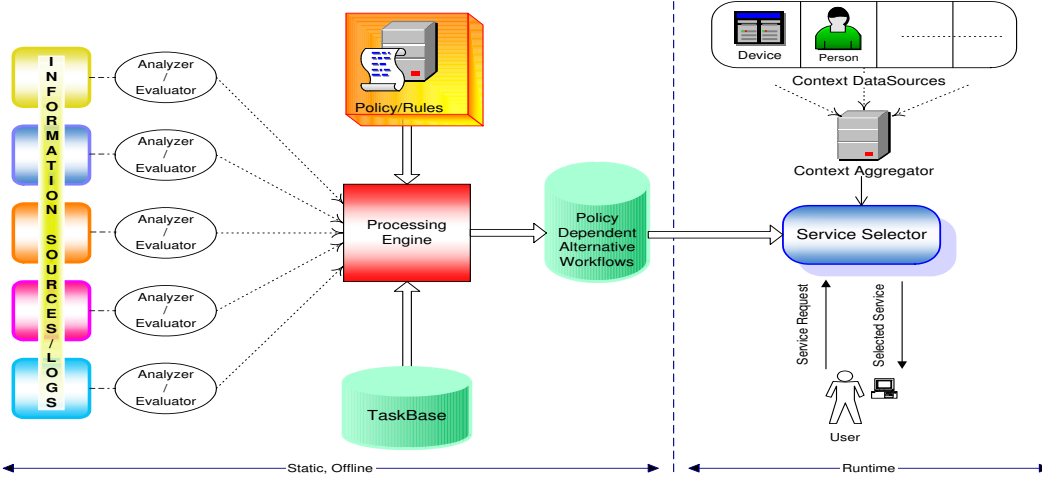 INFORMATION SOURCES/LOGS
Analyzer
/
Evaluator
Analyzer
/
Evaluator
Analyzer
/
Evaluator
Analyzer
/
Evaluator
Analyzer
/
Evaluator
Policy/Rules
Processing
Engine
TaskBase
Policy
Dependent
Alternative
Workflows
Device
Person
Context DataSources
Context Aggregator
Service Selector
Service Request
Selected Service
User
Static, Offline
Runtime